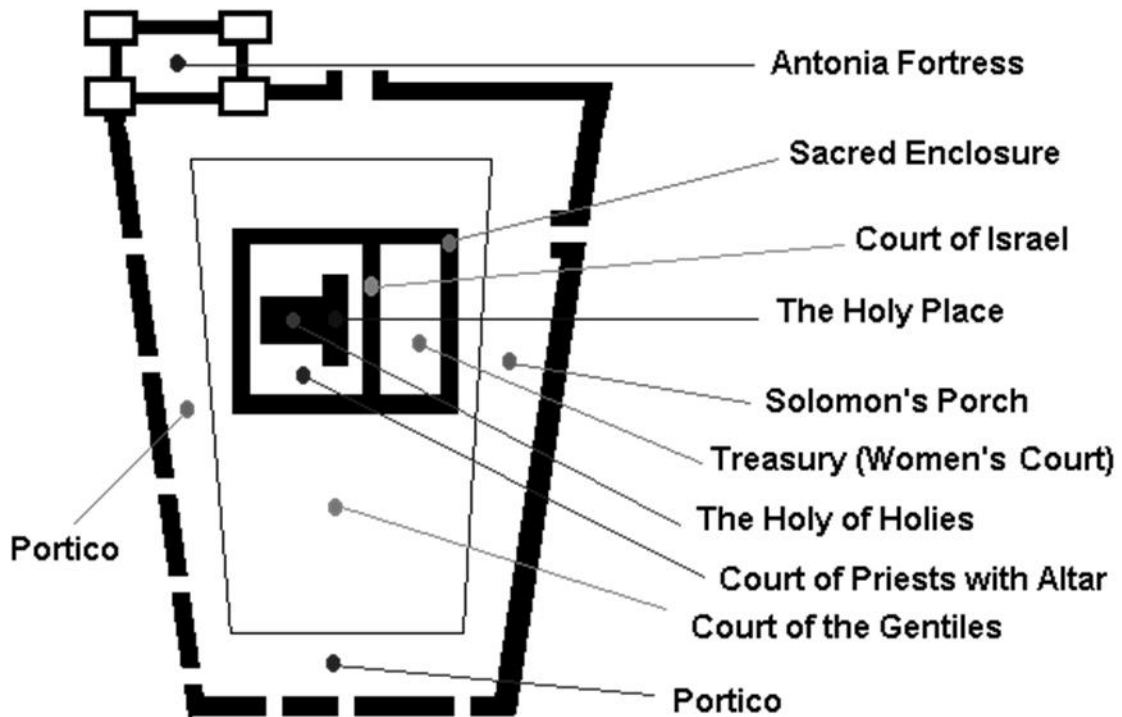 Antonia Fortress
Sacred Enclosure
Court of Israel
The Holy Place
Solomon's Porch
Treasury (Women's Court)
The Holy of Holies
Portico
Court of Priests with Altar
Court of the Gentiles
Portico